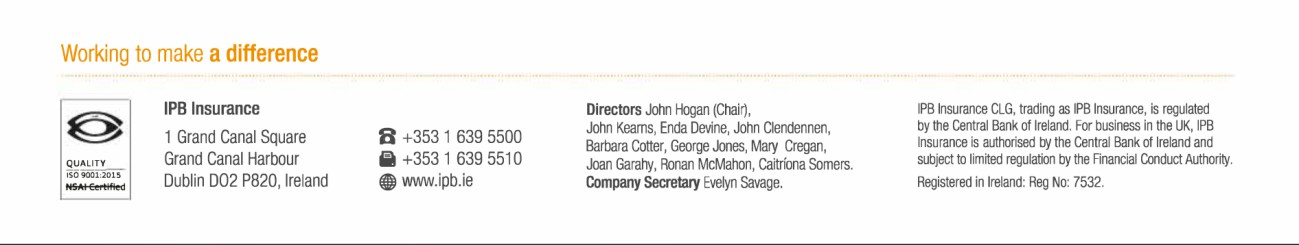 Working to make a difference
QUALITY
ISO 9001:2015
NSAI Certified
IPB Insurance
1 Grand Canal Square
Grand Canal Harbour
Dublin DO2 P820, Ireland
+353 1 639 5500
+353 1 639 5510
www.ipb.ie
Directors John Hogan (Chair),
John Kearns, Enda Devine, John Clendennen,
Barbara Cotter, George Jones, Mary Cregan,
Joan Garahy, Ronan McMahon, Caitríona Somers.
Company Secretary Evelyn Savage.
IPB Insurance CLG, trading as IPB Insurance, is regulated
by the Central Bank of Ireland. For business in the UK, IPB
Insurance is authorised by the Central Bank of Ireland and
subject to limited regulation by the Financial Conduct Authority.
Registered in Ireland: Reg No: 7532.